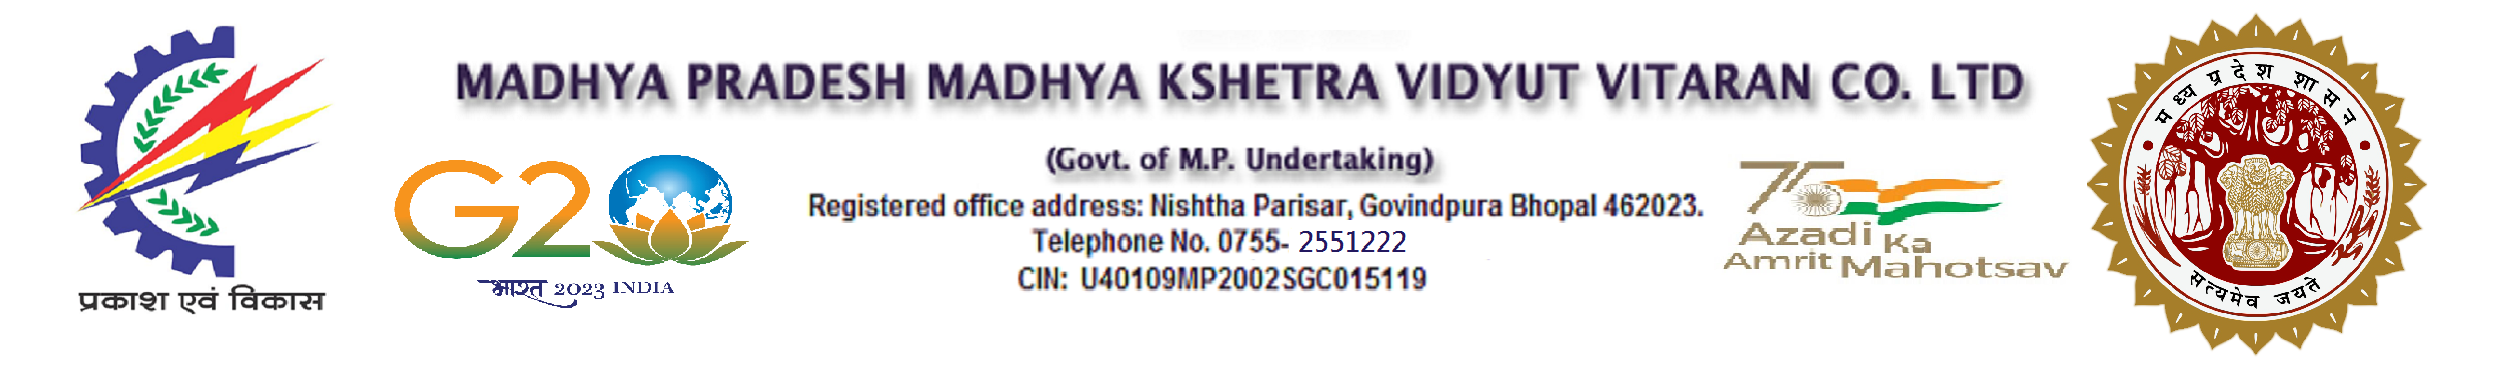 प्रकाश एवं विकास
MADHYA PRADESH MADHYA KSHETRA VIDYUT VITARAN CO. LTD
(Govt. of M.P. Undertaking)
Registered office address: Nishtha Parisar, Govindpura Bhopal 462023.
Telephone No. 0755- 2551222
CIN: U40109MP2002SGC015119
G20
भारत 2023 INDIA
75
Azadi Ka
Amrit Mahotsav
मध्य प्रदेश शासन
सत्यमेव जयते